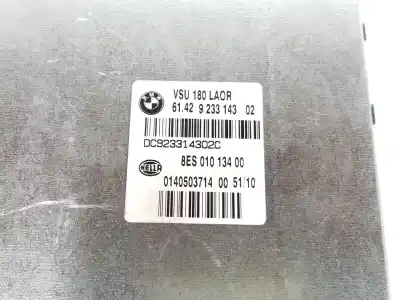 BMW
VSU 180 LAOR
61.42 9 233 143 02
DC923314302C
8ES 010 134 00
HELLA
0140503714 00 51/10